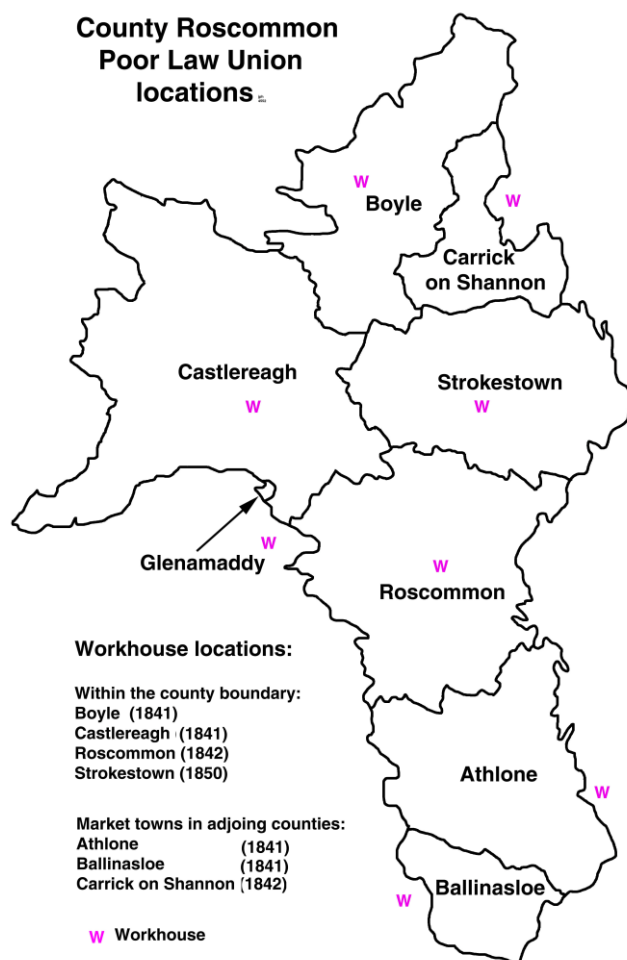 County Roscommon
Poor Law Union
locations
W
Boyle
W
Carrick
on Shannon
Castlereagh
W
Strokestown
W
Glenamaddy
W
W
Roscommon
Workhouse locations:
Within the county boundary:
Boyle (1841)
Castlereagh (1841)
Roscommon (1842)
Strokestown (1850)
Athlone
W
Market towns in adjoing counties:
Athlone (1841)
Ballinasloe (1841)
Carrick on Shannon (1842)
Ballinasloe
W
W Workhouse